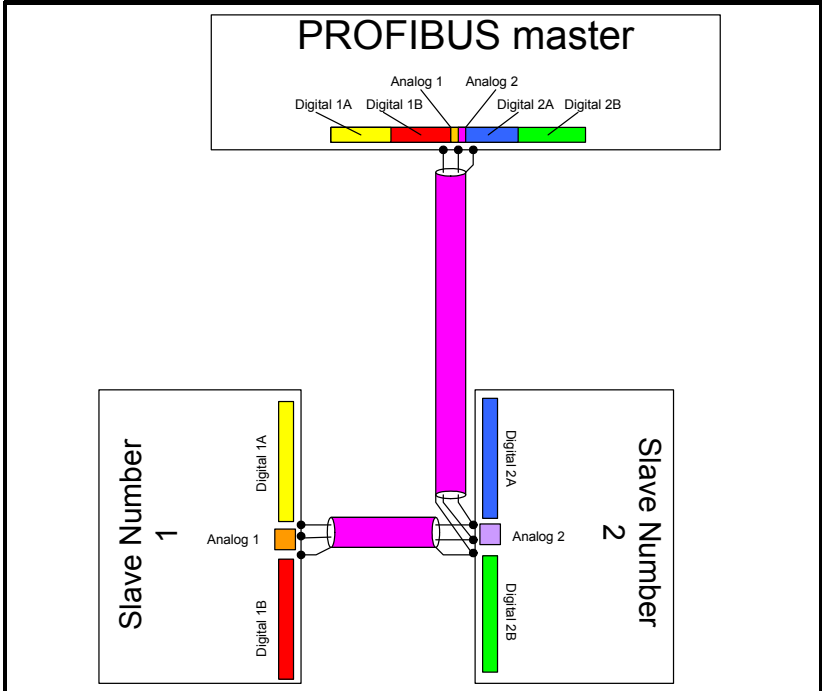 PROFIBUS master
Analog 1
Analog 2
Digital 1A
Digital 1B
Digital 2A
Digital 2B
Slave Number
1
Digital 1A
Analog 1
Digital 1B
Digital 2A
Analog 2
Digital 2B
Slave Number
2